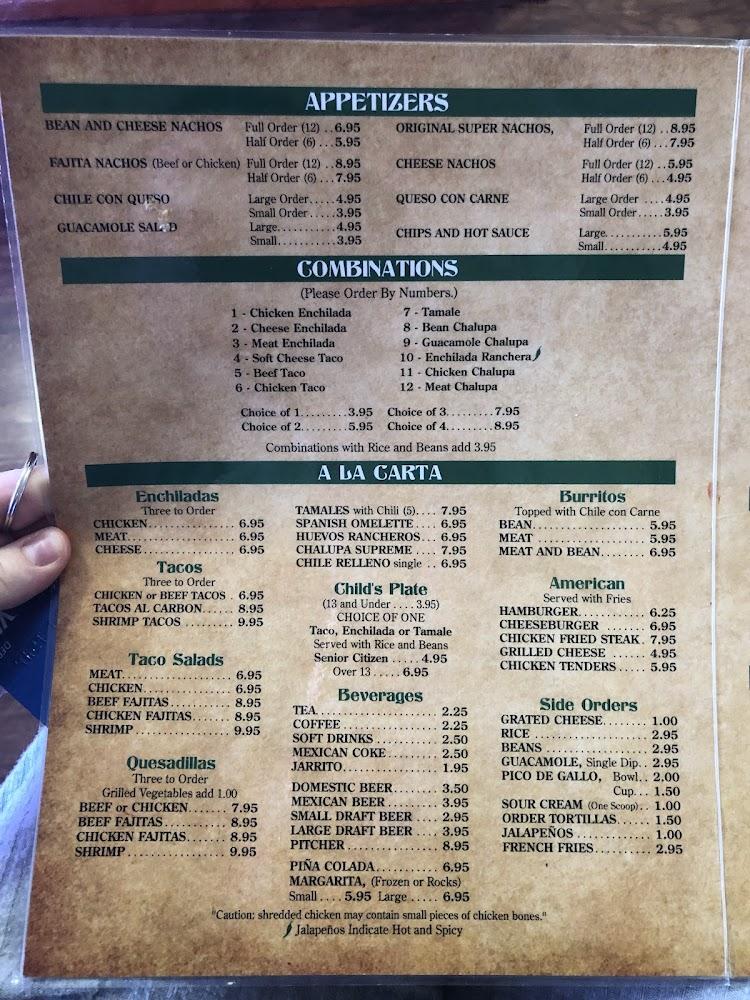 APPETIZERS
BEAN AND CHEESE NACHOS Full Order (12) ..6.95
Half Order (6) ...5.95
FAJITA NACHOS (Beef or Chicken) Full Order (12) ..8.95
Half Order (6) ...7.95
CHILE CON QUESO Large Order.....4.95
Small Order.....3.95
GUACAMOLE SALAD Large...........4.95
Small...........3.95
ORIGINAL SUPER NACHOS, Full Order (12) ..8.95
Half Order (6) ...7.95
CHEESE NACHOS Full Order (12) ..5.95
Half Order (6) ...4.95
QUESO CON CARNE Large Order .....4.95
Small Order.....3.95
CHIPS AND HOT SAUCE Large...........5.95
Small...........4.95
COMBINATIONS
(Please Order By Numbers.)
1 - Chicken Enchilada
2 - Cheese Enchilada
3 - Meat Enchilada
4 - Soft Cheese Taco
5 - Beef Taco
6 - Chicken Taco
7 - Tamale
8 - Bean Chalupa
9 - Guacamole Chalupa
10 - Enchilada Ranchera
11 - Chicken Chalupa
12 - Meat Chalupa
Choice of 1.........3.95
Choice of 2.........5.95
Choice of 3.........7.95
Choice of 4.........8.95
Combinations with Rice and Beans add 3.95
A LA CARTA
Enchiladas
Three to Order
CHICKEN................ 6.95
MEAT.................... 6.95
CHEESE ................. 6.95
Tacos
Three to Order
CHICKEN or BEEF TACOS . 6.95
TACOS AL CARBON...... 8.95
SHRIMP TACOS .......... 9.95
Taco Salads
MEAT.................... 6.95
CHICKEN................ 6.95
BEEF FAJITAS........... 8.95
CHICKEN FAJITAS....... 8.95
SHRIMP................. 9.95
Quesadillas
Three to Order
Grilled Vegetables add 1.00
BEEF or CHICKEN....... 7.95
BEEF FAJITAS........... 8.95
CHICKEN FAJITAS....... 8.95
SHRIMP................. 9.95
TAMALES with Chili (5).... 7.95
SPANISH OMELETTE.... 6.95
HUEVOS RANCHEROS... 6.95
CHALUPA SUPREME .... 7.95
CHILE RELLENO single .. 6.95
Child's Plate
(13 and Under .... 3.95)
CHOICE OF ONE
Taco, Enchilada or Tamale
Served with Rice and Beans
Senior Citizen ..... 4.95
Over 13 ..... 6.95
Beverages
TEA...................... 2.25
COFFEE ................. 2.25
SOFT DRINKS ........... 2.50
MEXICAN COKE......... 2.50
JARRITO................. 1.95
DOMESTIC BEER........ 3.50
MEXICAN BEER ......... 3.95
SMALL DRAFT BEER .... 2.95
LARGE DRAFT BEER .... 3.95
PITCHER ................ 8.95
PIÑA COLADA........... 6.95
MARGARITA, (Frozen or Rocks)
Small .... 5.95 Large ..... 6.95
Burritos
Topped with Chile con Carne
BEAN.................... 5.95
MEAT ................... 5.95
MEAT AND BEAN........ 6.95
American
Served with Fries
HAMBURGER............ 6.25
CHEESEBURGER ........ 6.95
CHICKEN FRIED STEAK. 7.95
GRILLED CHEESE ...... 4.95
CHICKEN TENDERS..... 5.95
Side Orders
GRATED CHEESE........ 1.00
RICE .................... 2.95
BEANS .................. 2.95
GUACAMOLE, Single Dip.. 2.95
PICO DE GALLO, Bowl.. 2.00
Cup... 1.50
SOUR CREAM (One Scoop).. 1.00
ORDER TORTILLAS...... 1.50
JALAPEÑOS ............. 1.00
FRENCH FRIES.......... 2.95
"Caution: shredded chicken may contain small pieces of chicken bones."
Jalapeños Indicate Hot and Spicy